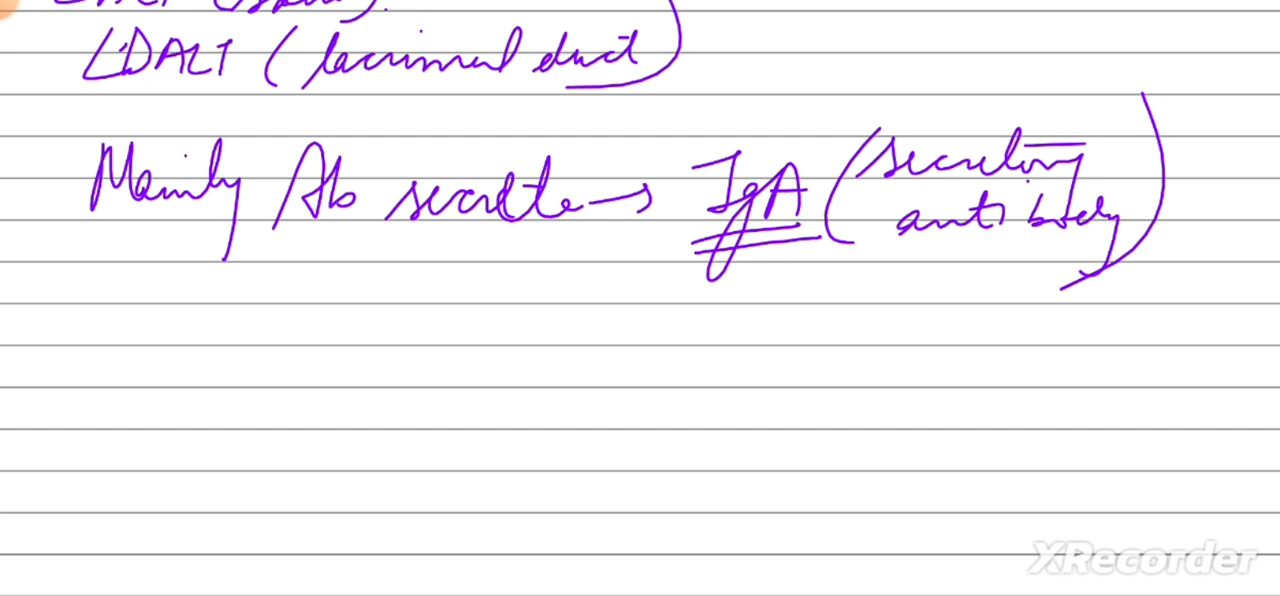 LDALT (lacrimal duct)
Mainly Ab secrete → IgA (secretory
antibody)
XRecorder